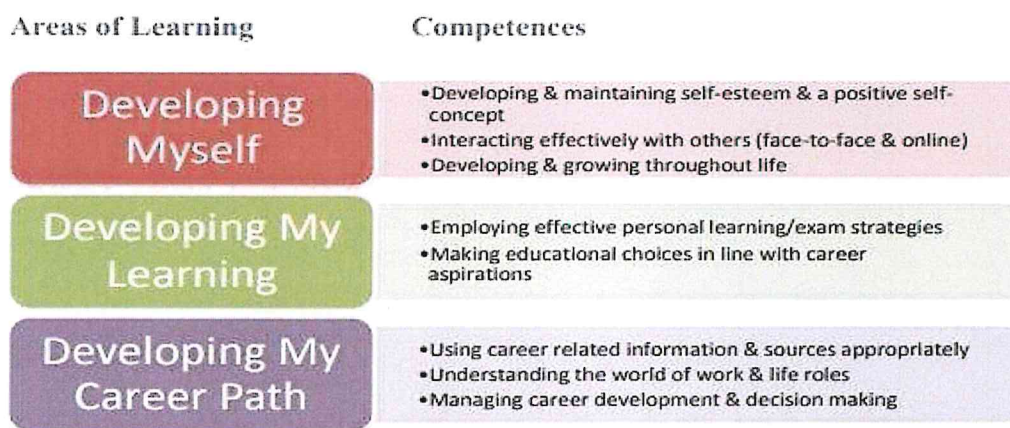 Areas of Learning
Competences
Developing
Myself
•Developing & maintaining self-esteem & a positive self-
concept
•Interacting effectively with others (face-to-face & online)
•Developing & growing throughout life
Developing My
Learning
•Employing effective personal learning/exam strategies
•Making educational choices in line with career
aspirations
Developing My
Career Path
•Using career related information & sources appropriately
•Understanding the world of work & life roles
•Managing career development & decision making